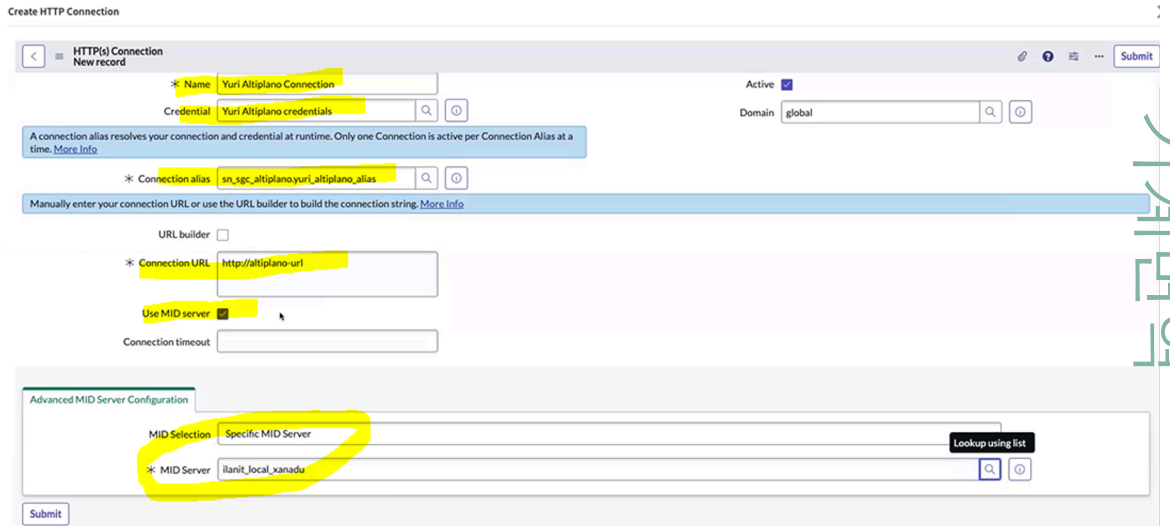 Create HTTP Connection
HTTP(s) Connection
New record
Submit
* Name Yuri Altiplano Connection
Active
Credential Yuri Altiplano credentials
Domain global
A connection alias resolves your connection and credential at runtime. Only one Connection is active per Connection Alias at a
time. More Info
* Connection alias sn_sgc_altiplano.yuri_altiplano_alias
Manually enter your connection URL or use the URL builder to build the connection string. More Info
URL builder
* Connection URL http://altiplano-url
Use MID server
Connection timeout
Advanced MID Server Configuration
MID Selection Specific MID Server
Lookup using list
* MID Server ilanit_local_xanadu
Submit